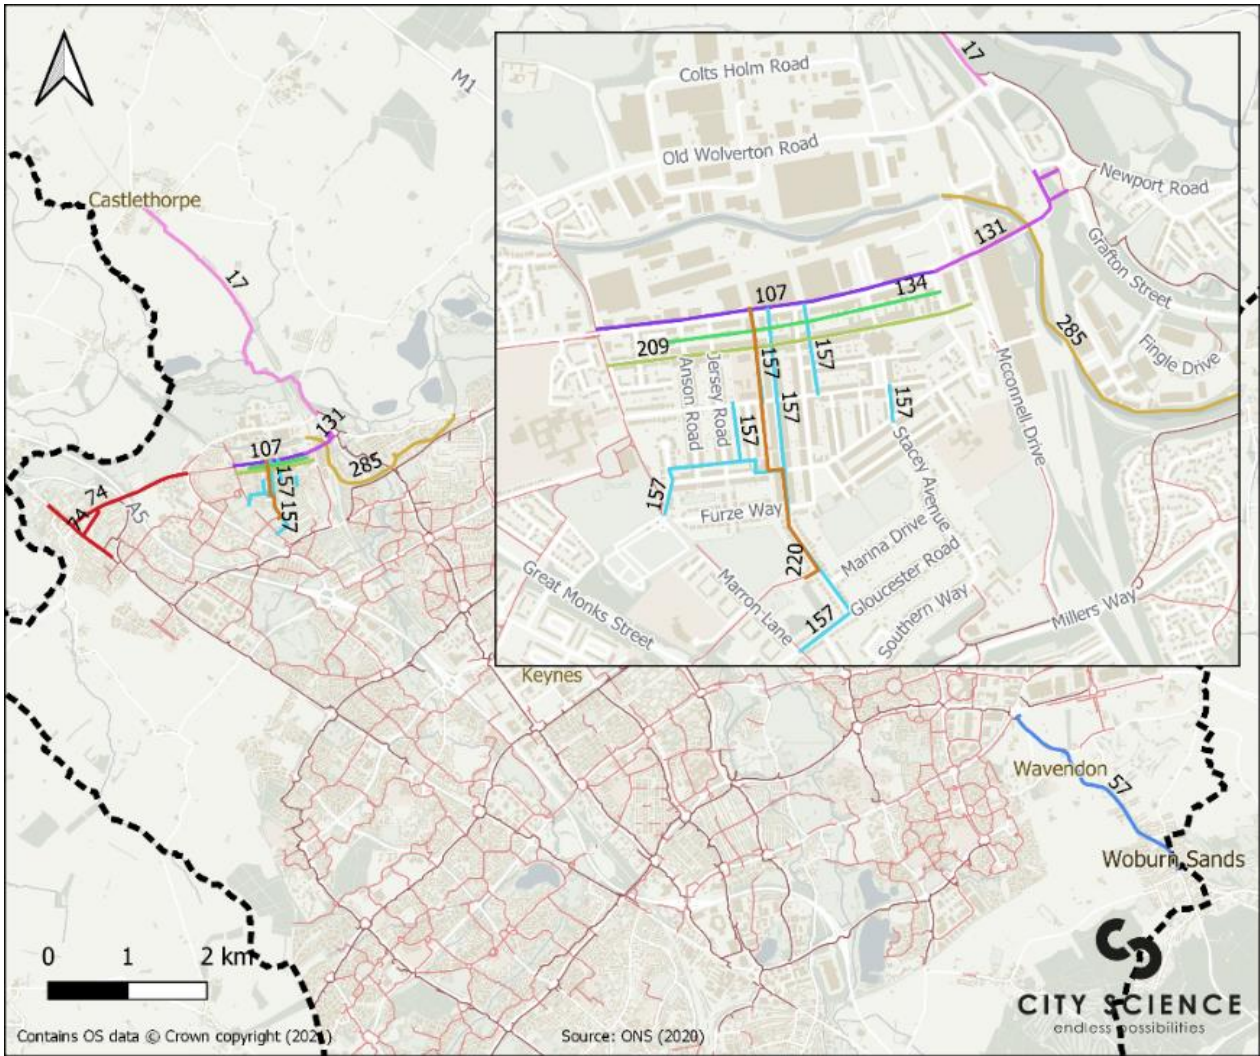 M1
Castlethorpe
17
131
107
285
157
157
74
74
A5
17
Colts Holm Road
Old Wolverton Road
Newport Road
131
Grafton Street
107
134
285
Fingle Drive
209
157
157
157
157
157
157
Anson Road
Jersey Road
Mcconnell Drive
Stacey Avenue
Furze Way
220
Marina Drive
Gloucester Road
Great Monks Street
Marron Lane
157
Southern Way
Millers Way
Keynes
Wavendon
57
Woburn Sands
0 1 2 km
CITY SCIENCE
endless possibilities
Contains OS data © Crown copyright (2021)
Source: ONS (2020)